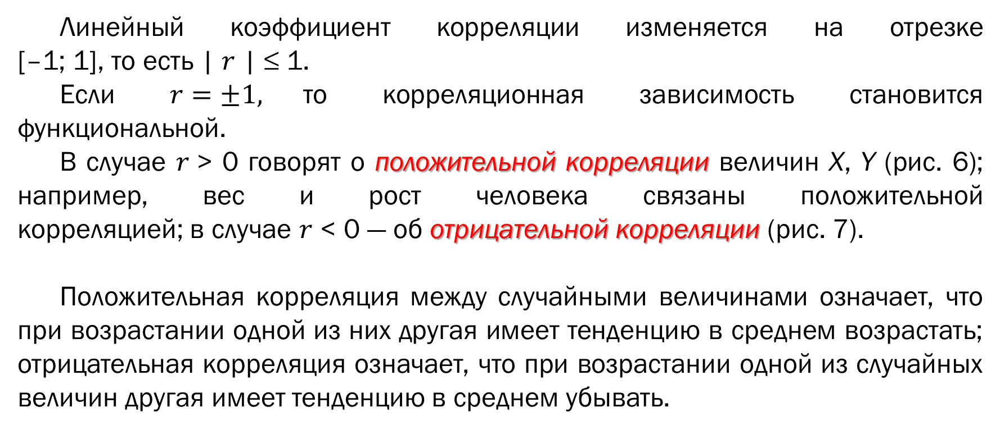 Линейный коэффициент корреляции изменяется на отрезке
[–1; 1], то есть | r | ≤ 1.
Если r = ±1, то корреляционная зависимость становится
функциональной.
В случае r > 0 говорят о положительной корреляции величин X, Y (рис. 6);
например, вес и рост человека связаны положительной
корреляцией; в случае r < 0 — об отрицательной корреляции (рис. 7).
Положительная корреляция между случайными величинами означает, что
при возрастании одной из них другая имеет тенденцию в среднем возрастать;
отрицательная корреляция означает, что при возрастании одной из случайных
величин другая имеет тенденцию в среднем убывать.